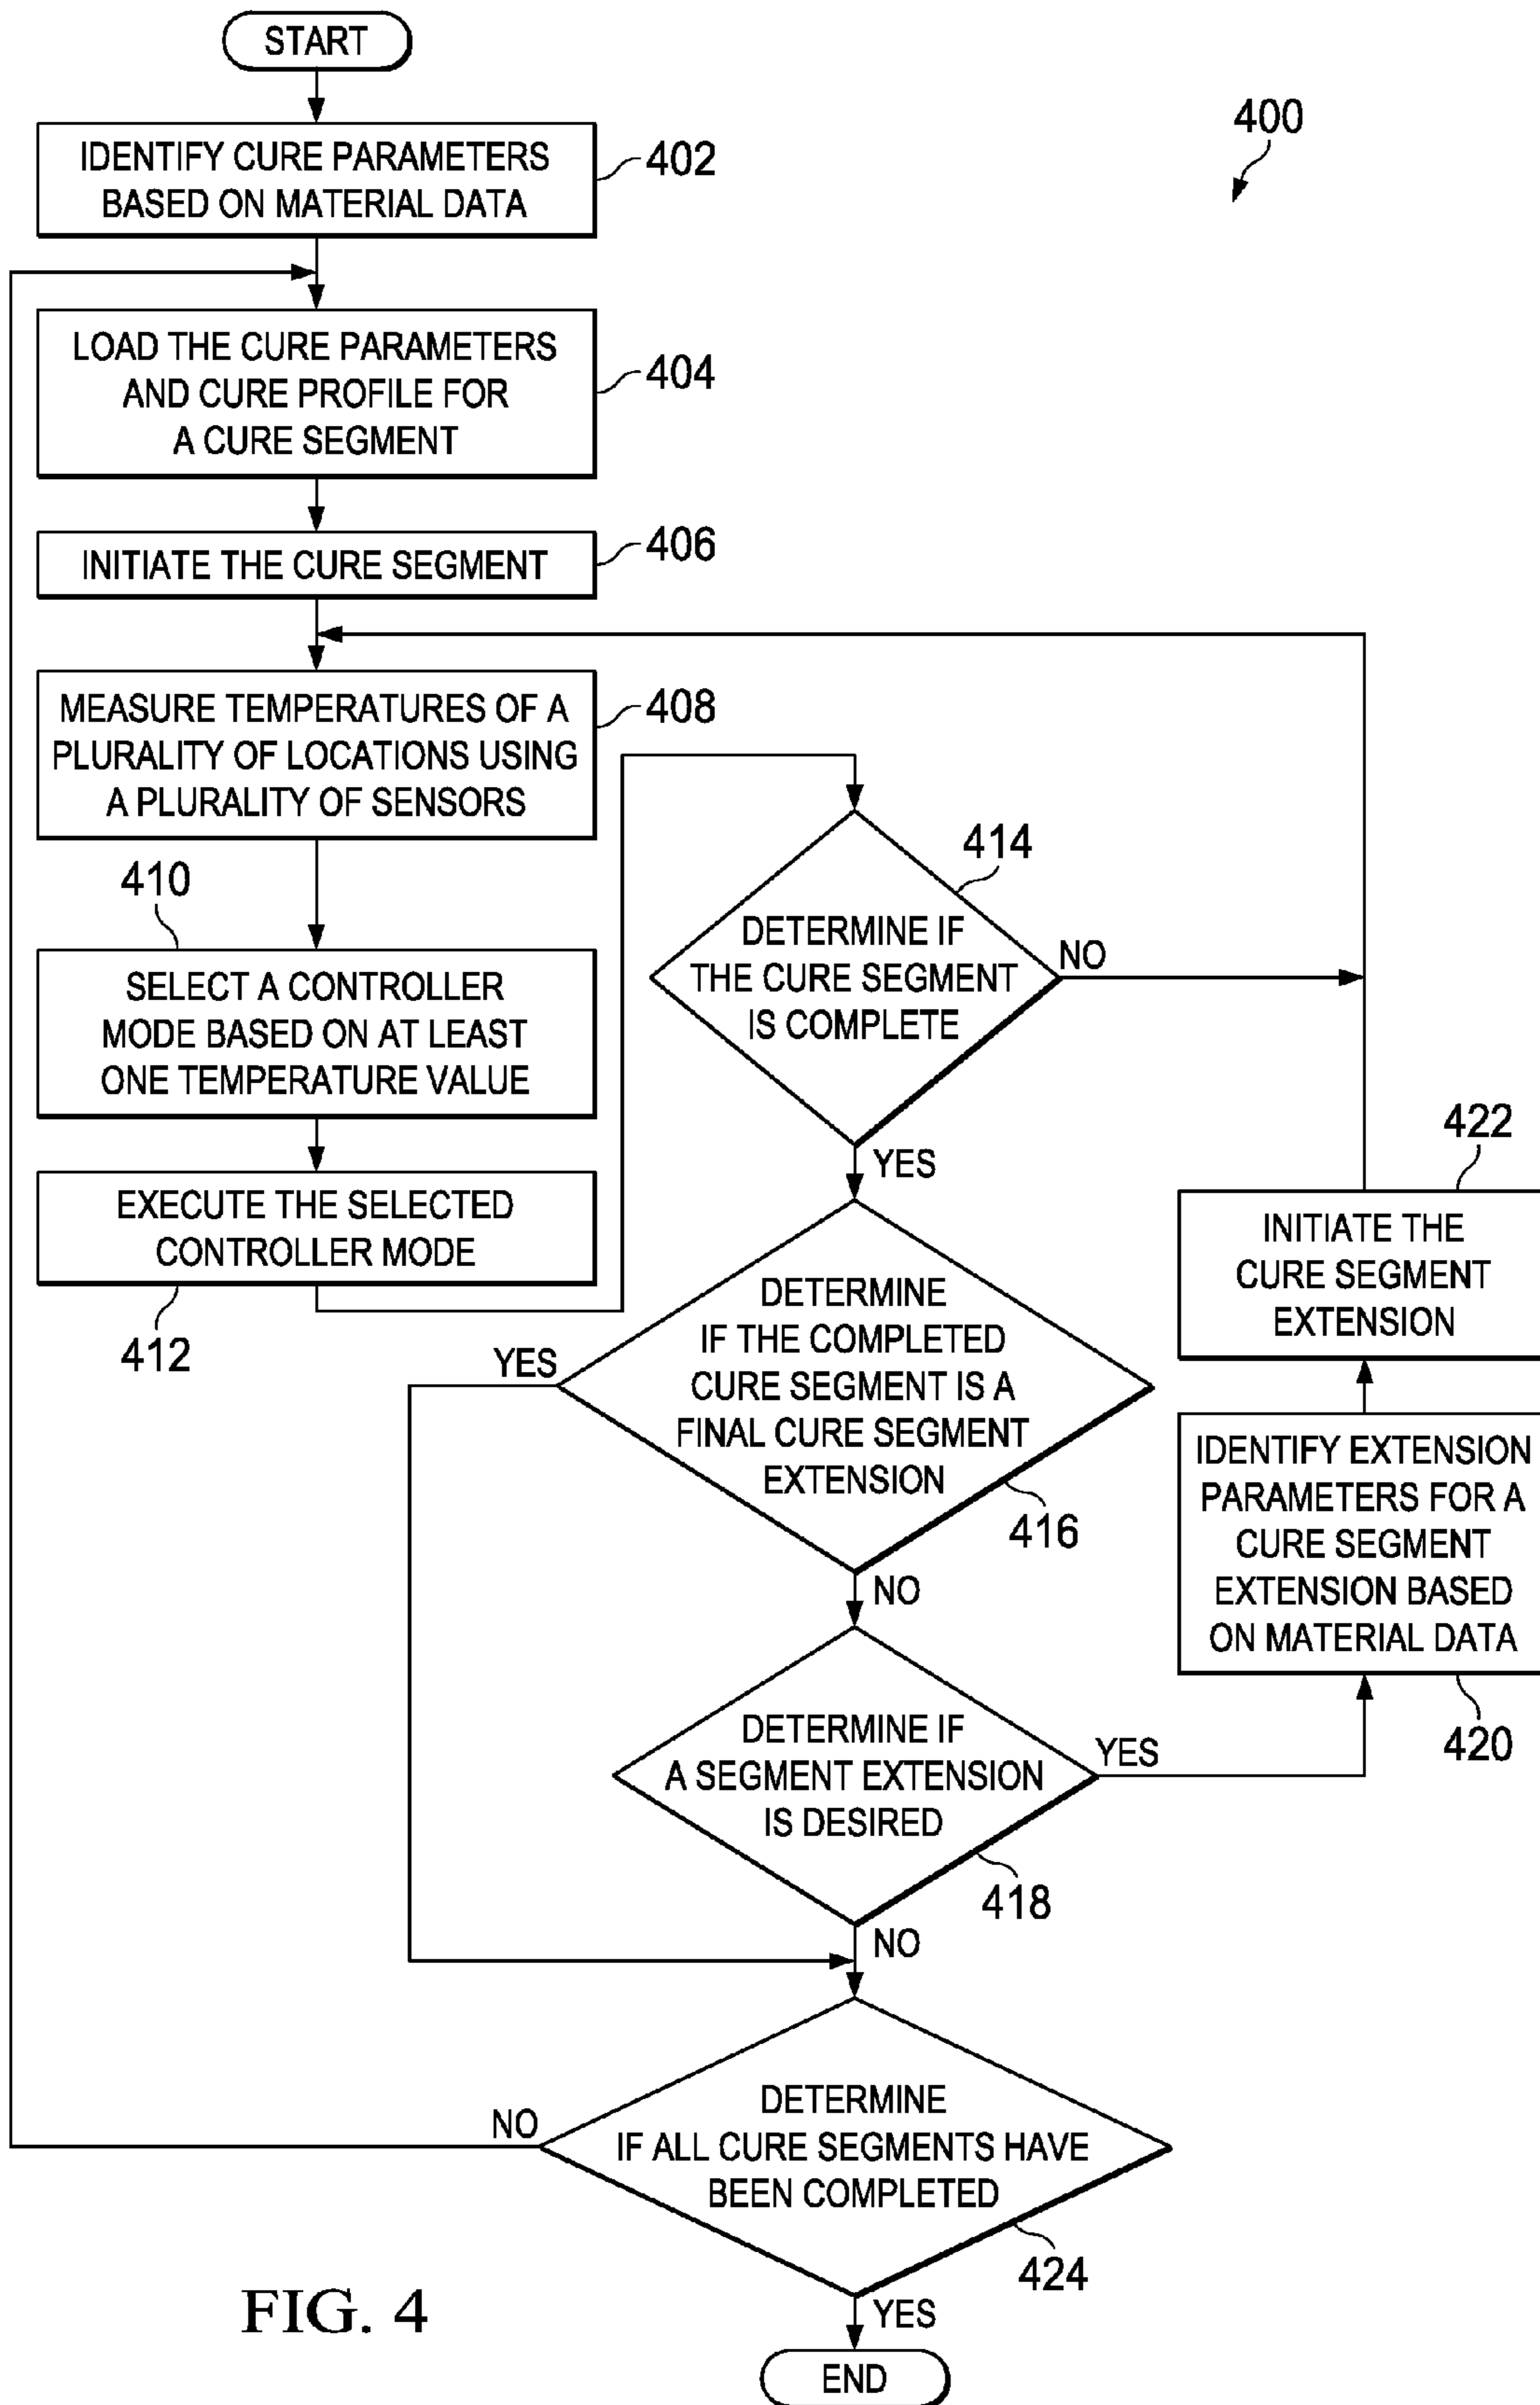 START
400
IDENTIFY CURE PARAMETERS
BASED ON MATERIAL DATA
402
LOAD THE CURE PARAMETERS
AND CURE PROFILE FOR
A CURE SEGMENT
404
INITIATE THE CURE SEGMENT
406
MEASURE TEMPERATURES OF A
PLURALITY OF LOCATIONS USING
A PLURALITY OF SENSORS
408
410
SELECT A CONTROLLER
MODE BASED ON AT LEAST
ONE TEMPERATURE VALUE
EXECUTE THE SELECTED
CONTROLLER MODE
412
414
DETERMINE IF
THE CURE SEGMENT
IS COMPLETE
NO
YES
DETERMINE
IF THE COMPLETED
CURE SEGMENT IS A
FINAL CURE SEGMENT
EXTENSION
YES
416
NO
DETERMINE IF
A SEGMENT EXTENSION
IS DESIRED
YES
418
NO
422
INITIATE THE
CURE SEGMENT
EXTENSION
IDENTIFY EXTENSION
PARAMETERS FOR A
CURE SEGMENT
EXTENSION BASED
ON MATERIAL DATA
420
DETERMINE
IF ALL CURE SEGMENTS HAVE
BEEN COMPLETED
NO
424
YES
END
FIG. 4